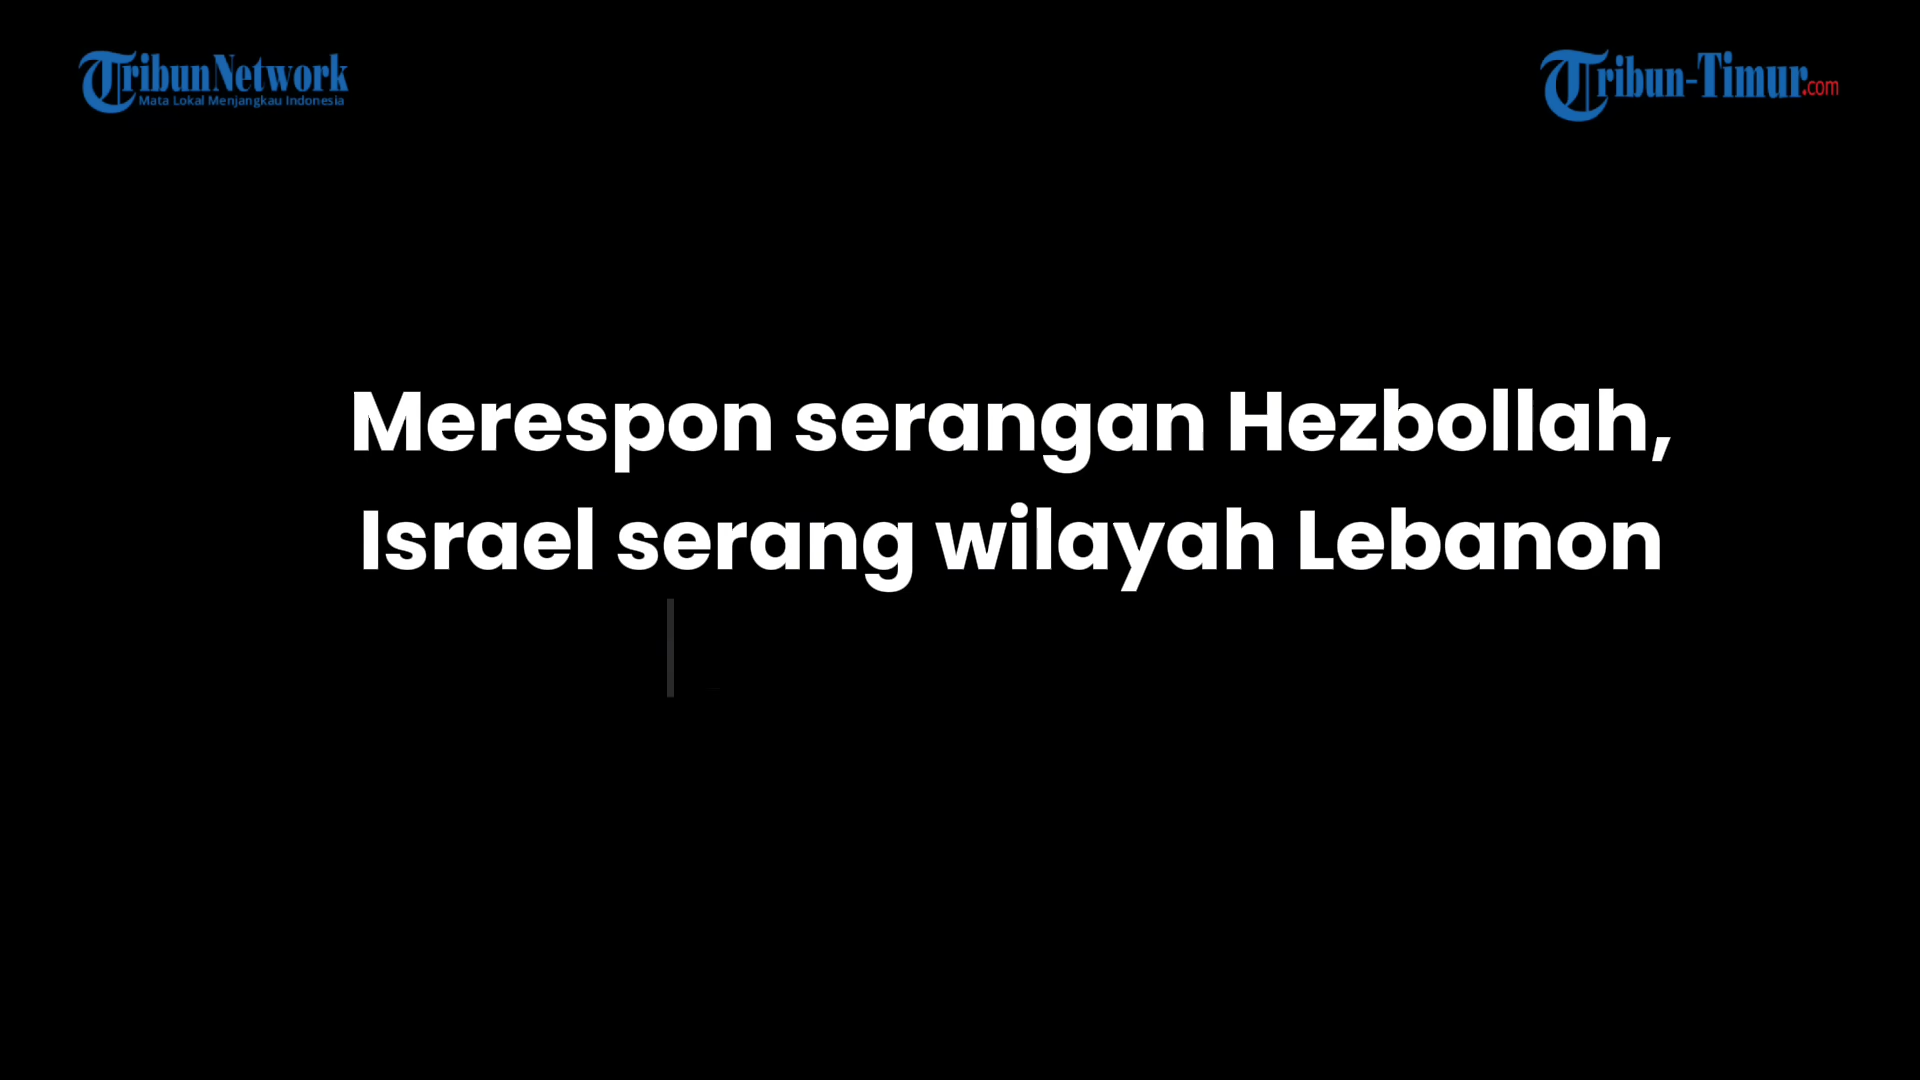 TribunNetwork
Mata Lokal Menjangkau Indonesia
Tribun-Timur.com
Merespon serangan Hezbollah,
Israel serang wilayah Lebanon